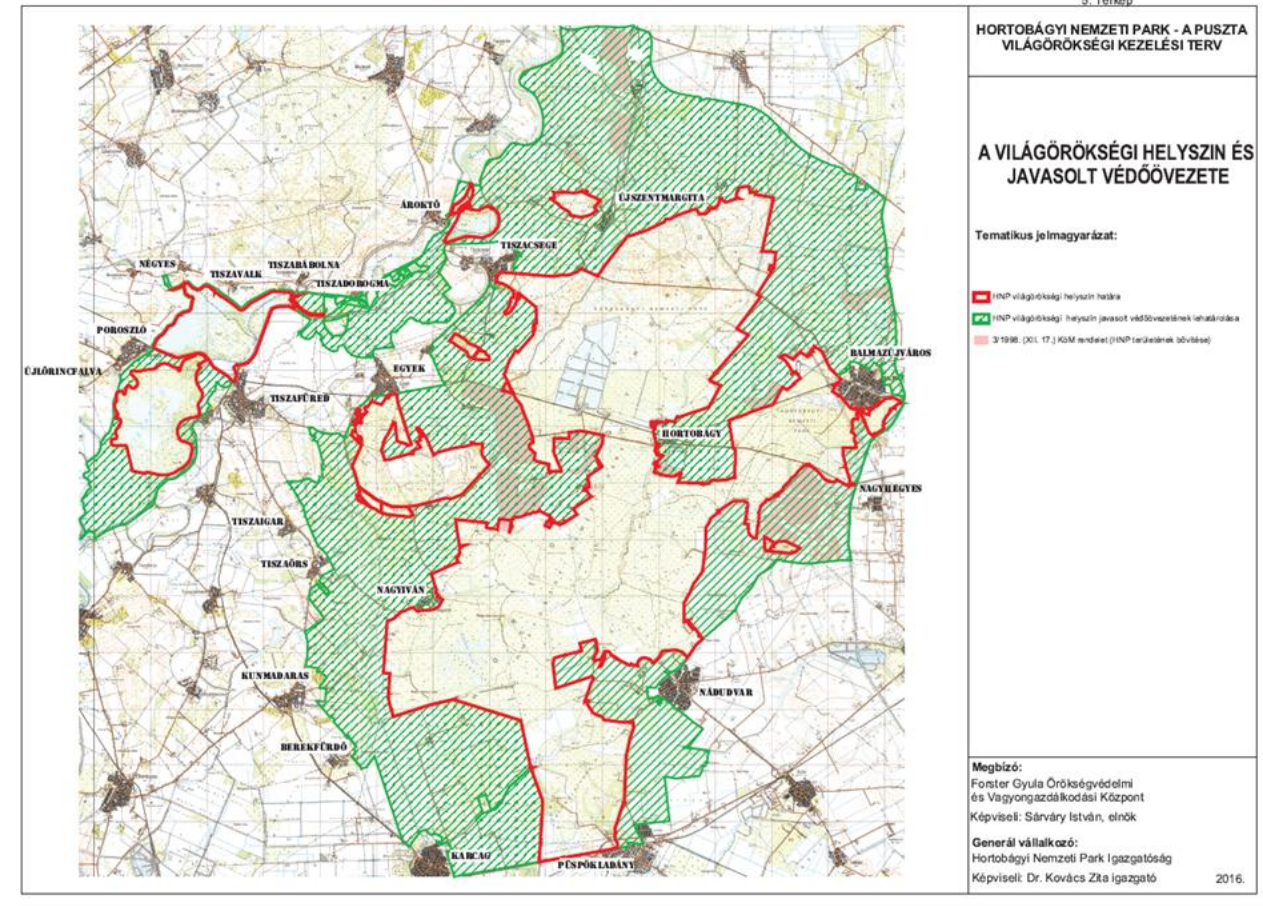 5. Térkép
HORTOBÁGYI NEMZETI PARK - A PUSZTA
VILÁGÖRÖKSÉGI KEZELÉSI TERV
A VILÁGÖRÖKSÉGI HELYSZIN ÉS
JAVASOLT VÉDŐÖVEZETE
Tematikus jelmagyarázat:
HNP világörökségi helyszín határa
HNP világörökségi helyszín javasolt védőövezetének lehatárolása
3/1998. (XII. 17.) KöM rendelet (HNP területének bővítése)
Megbízó:
Forster Gyula Örökségvédelmi
és Vagyongazdálkodási Központ
Képviseli: Sárváry István, elnök
Generál vállalkozó:
Hortobágyi Nemzeti Park Igazgatóság
Képviseli: Dr. Kovács Zita igazgató
2016.
ÚJSZENTMARGITA
ÁROKTŐ
TISZACSEGE
NÉGYES
TISZABÁBOLNA
TISZAVALK
TISZADOROGMA
POROSZLÓ
ÚJLŐRINCFALVA
TISZAFÜRED
EGYEK
BALMAZÚJVÁROS
HORTOBÁGY
NAGYHEGYES
TISZAIGAR
TISZAÖRS
NAGYIVÁN
KUNMADARAS
NÁDUDVAR
BEREKFÜRDŐ
KARCAG
PÜSPÖKLADÁNY